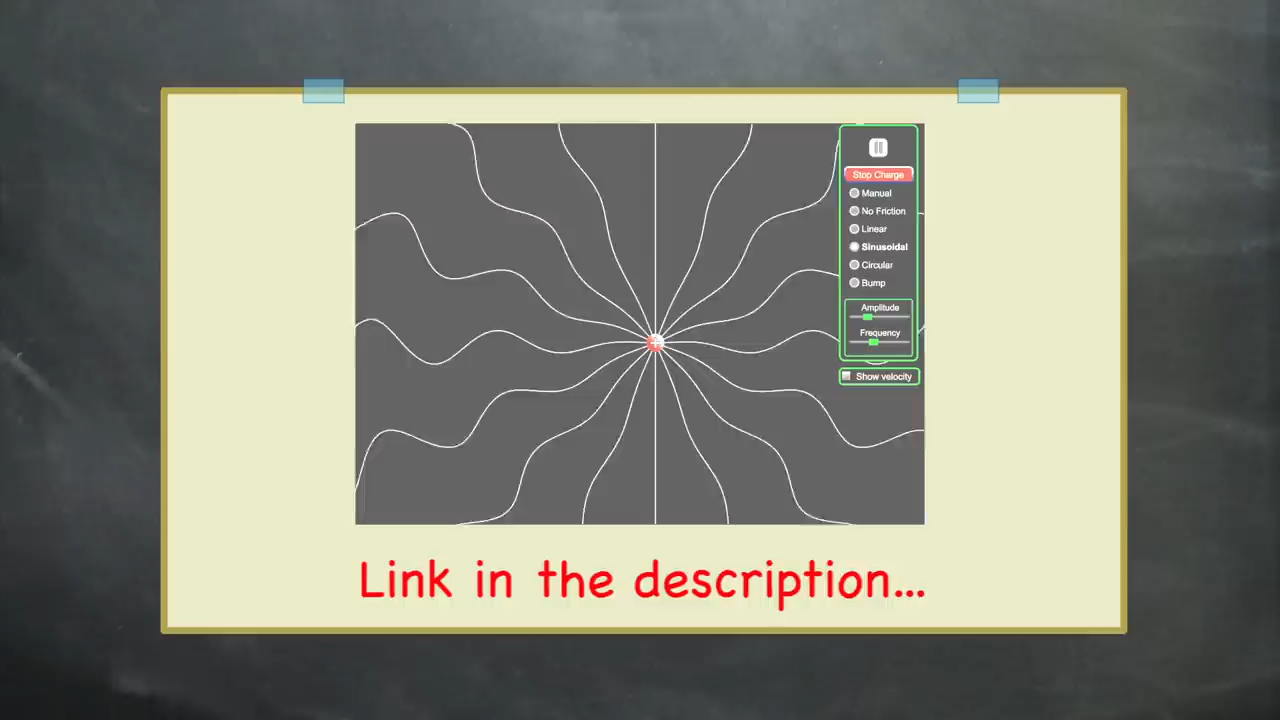 Stop Charge
Manual
No Friction
Linear
Sinusoidal
Circular
Bump
Amplitude
Frequency
Show velocity
Link in the description...